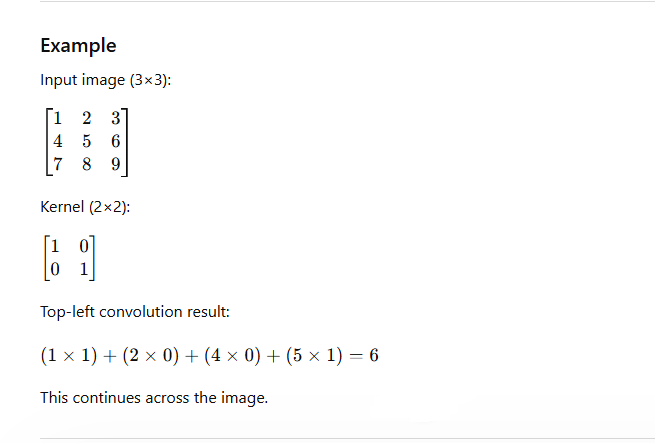 Example
Input image (3×3):
[1 2 3]
[4 5 6]
[7 8 9]
Kernel (2×2):
[1 0]
[0 1]
Top-left convolution result:
(1 × 1) + (2 × 0) + (4 × 0) + (5 × 1) = 6
This continues across the image.